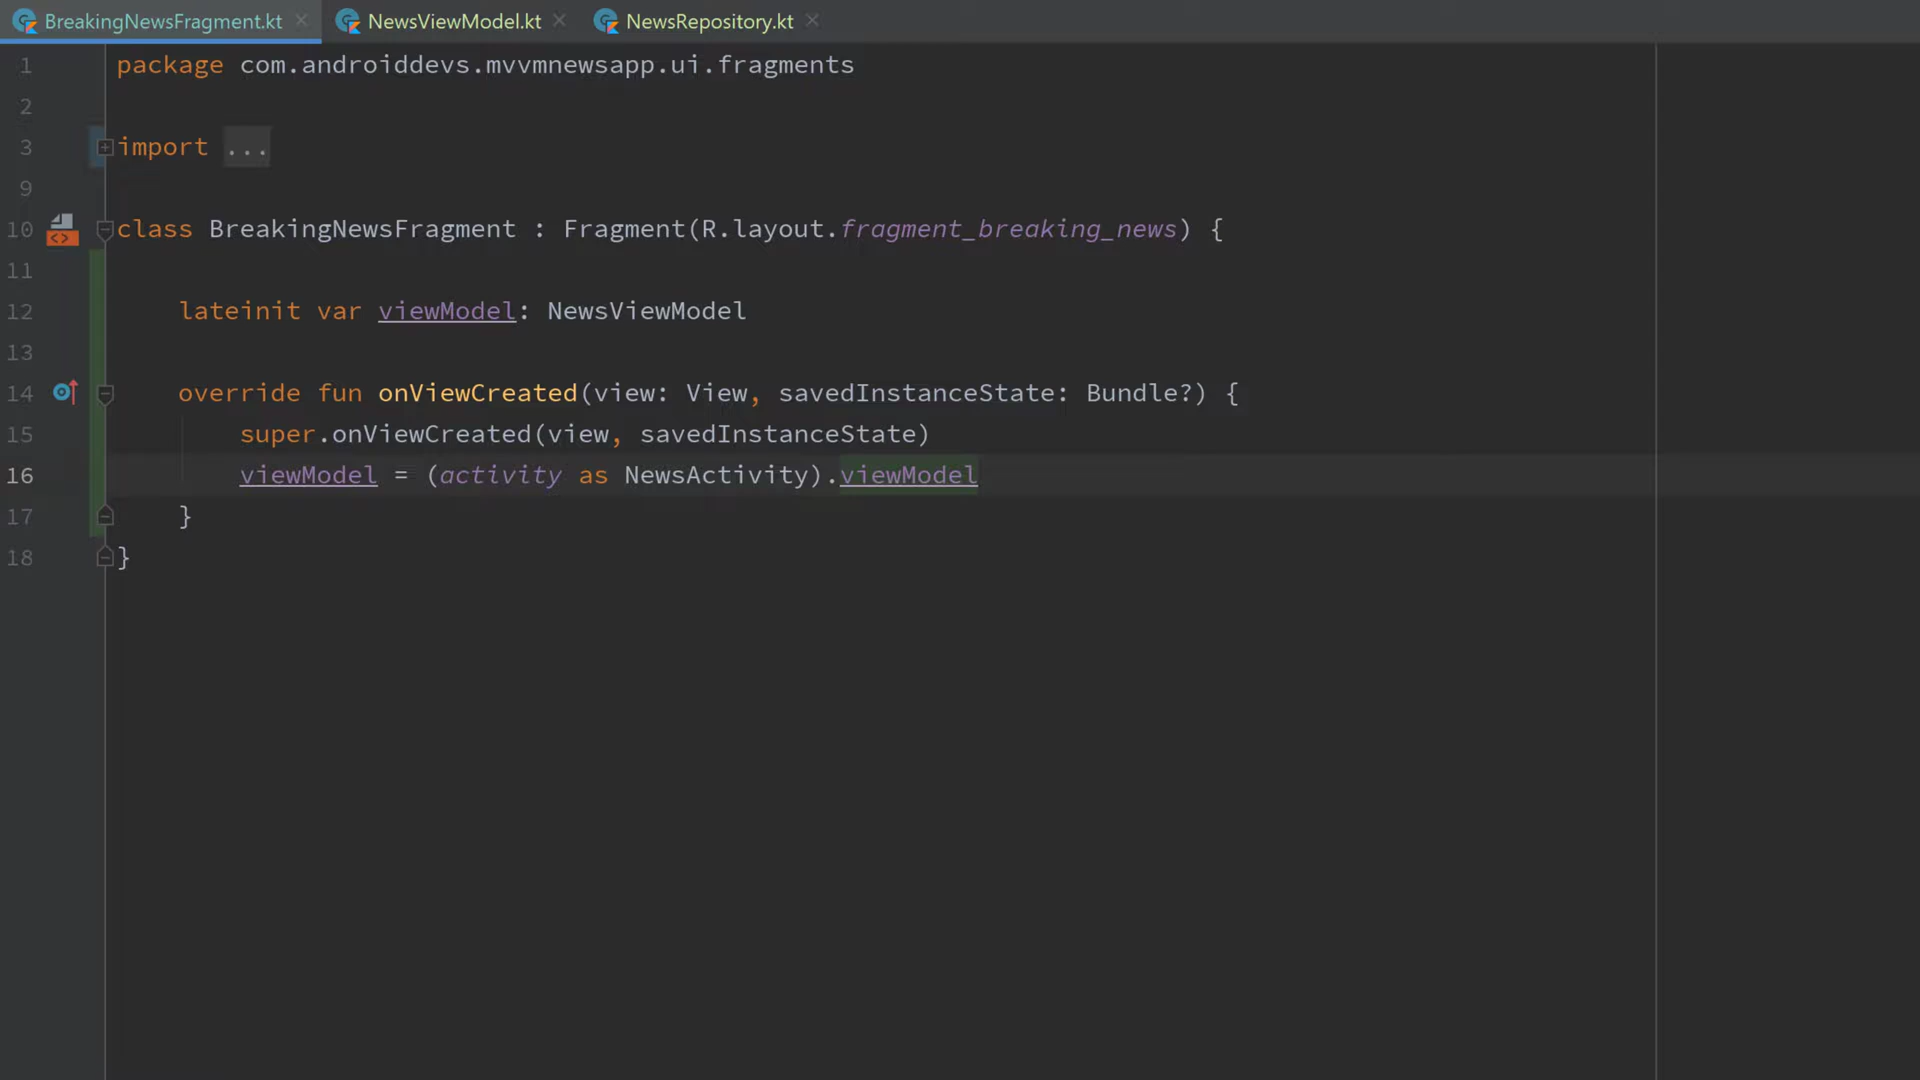 BreakingNewsFragment.kt NewsViewModel.kt NewsRepository.kt
1 package com.androiddevs.mvvmnewsapp.ui.fragments
2
3 import ...
9
10 class BreakingNewsFragment : Fragment(R.layout.fragment_breaking_news) {
11
12 lateinit var viewModel: NewsViewModel
13
14 override fun onViewCreated(view: View, savedInstanceState: Bundle?) {
15 super.onViewCreated(view, savedInstanceState)
16 viewModel = (activity as NewsActivity).viewModel
17 }
18 }